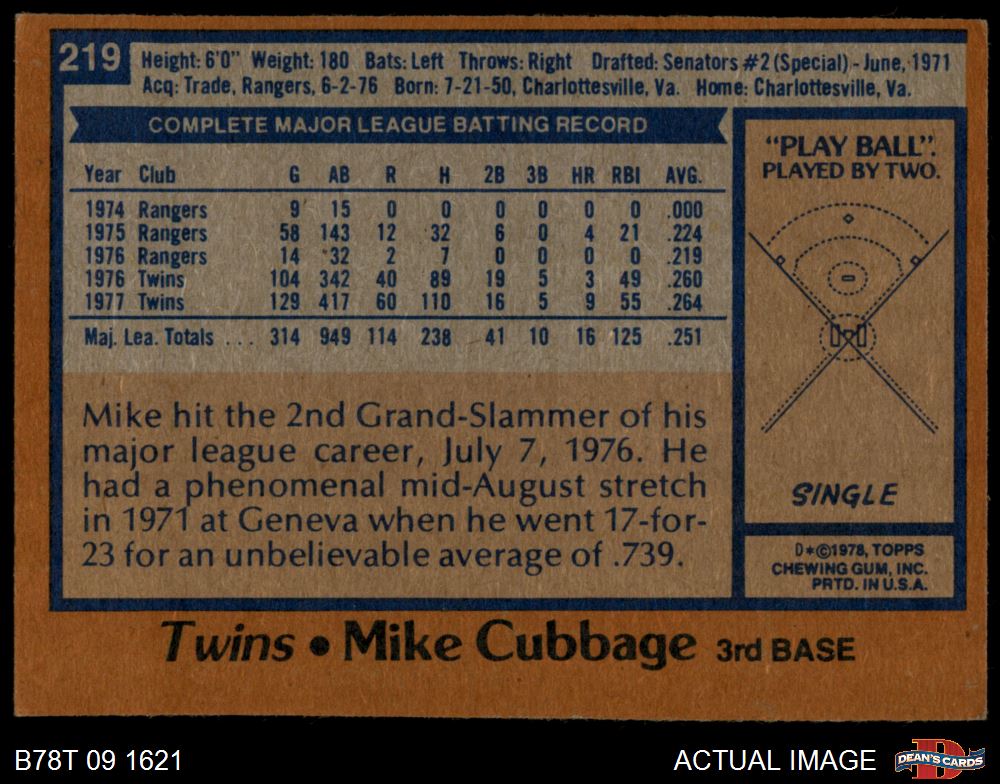 219
Height: 6'0" Weight: 180 Bats: Left Throws: Right Drafted: Senators #2 (Special) - June, 1971
Acq: Trade, Rangers, 6-2-76 Born: 7-21-50, Charlottesville, Va. Home: Charlottesville, Va.
COMPLETE MAJOR LEAGUE BATTING RECORD
Year Club G AB R H 2B 3B HR RBI AVG.
1974 Rangers 9 15 0 0 0 0 0 0 .000
1975 Rangers 58 143 12 32 6 0 4 21 .224
1976 Rangers 14 32 2 7 0 0 0 0 .219
1976 Twins 104 342 40 89 19 5 3 49 .260
1977 Twins 129 417 60 110 16 5 9 55 .264
Maj. Lea. Totals . . . 314 949 114 238 41 10 16 125 .251
Mike hit the 2nd Grand-Slammer of his
major league career, July 7, 1976. He
had a phenomenal mid-August stretch
in 1971 at Geneva when he went 17-for-
23 for an unbelievable average of .739.
"PLAY BALL".
PLAYED BY TWO.
SINGLE
D*©1978, TOPPS
CHEWING GUM, INC.
PRTD. IN U.S.A.
Twins • Mike Cubbage 3rd BASE
B78T 09 1621
ACTUAL IMAGE
DEAN'S CARDS